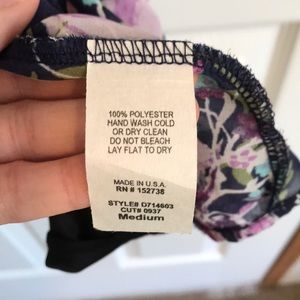 100% POLYESTER
HAND WASH COLD
OR DRY CLEAN
DO NOT BLEACH
LAY FLAT TO DRY
MADE IN U.S.A.
RN # 152738
STYLE# D714603
CUT# 0937
Medium